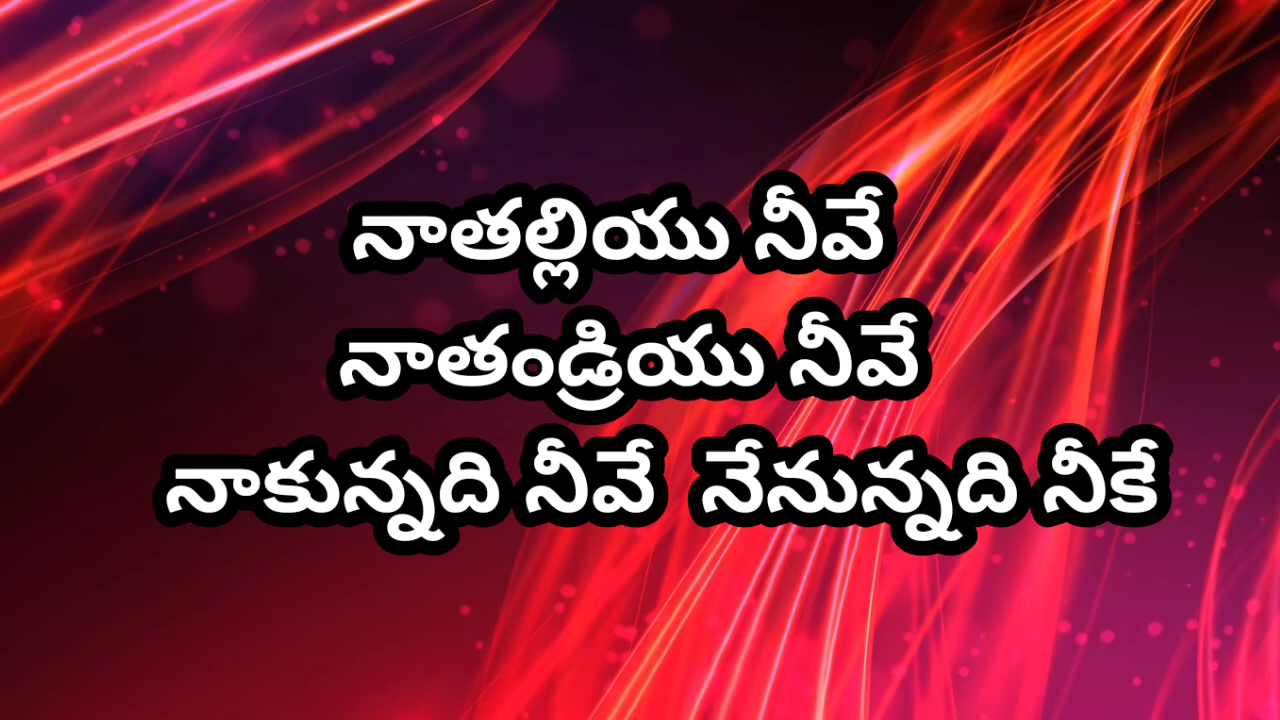 నాతల్లియు నీవే
నాతండ్రియు నీవే
నాకున్నది నీవే నేనున్నది నీకే